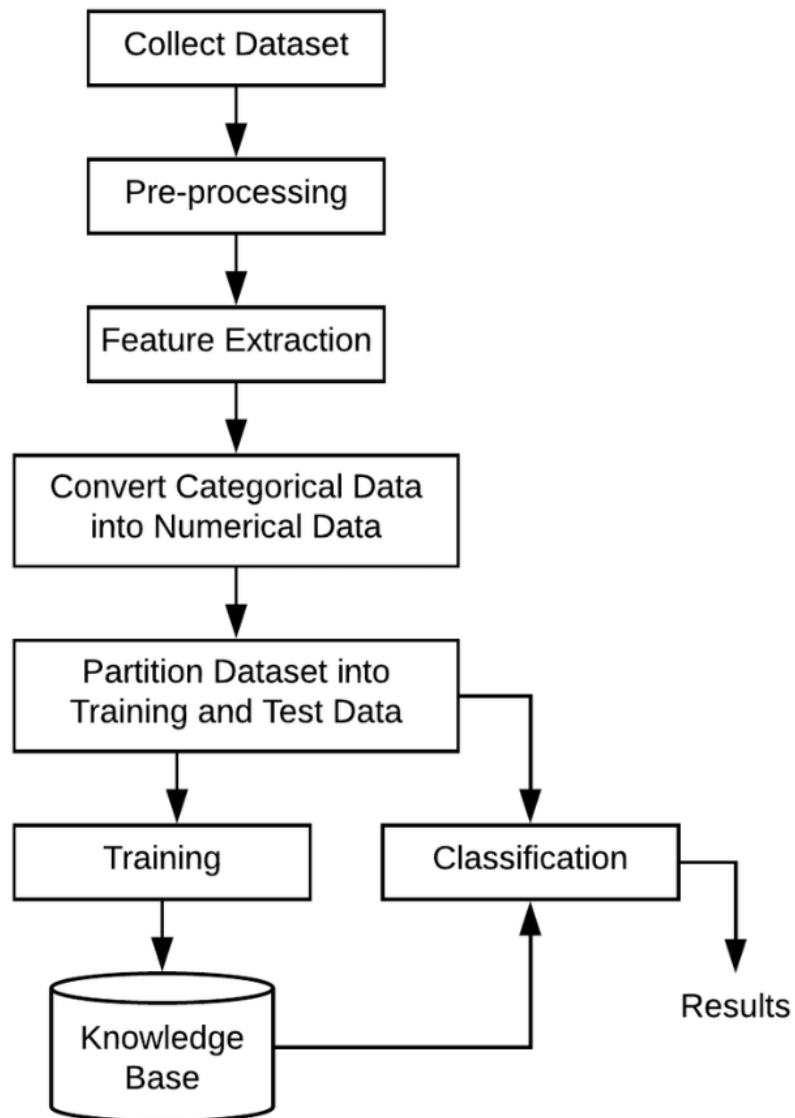 Collect Dataset
Pre-processing
Feature Extraction
Convert Categorical Data
into Numerical Data
Partition Dataset into
Training and Test Data
Training
Classification
Results
Knowledge
Base